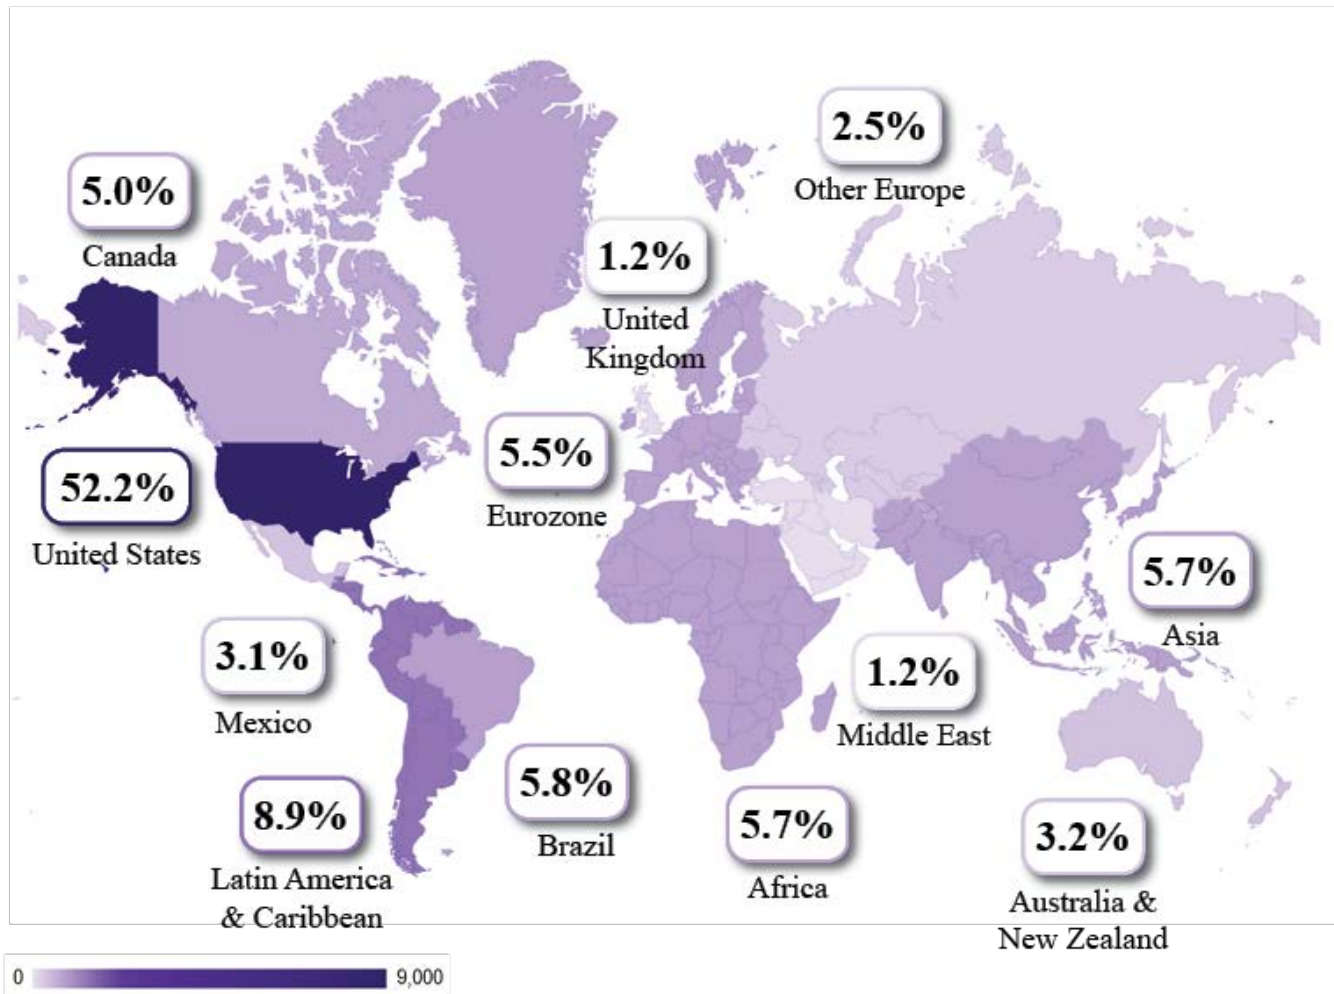 2.5%
Other Europe
5.0%
Canada
1.2%
United
Kingdom
5.5%
Eurozone
52.2%
United States
5.7%
Asia
3.1%
Mexico
1.2%
Middle East
5.8%
Brazil
8.9%
Latin America
& Caribbean
5.7%
Africa
3.2%
Australia &
New Zealand
0
9,000